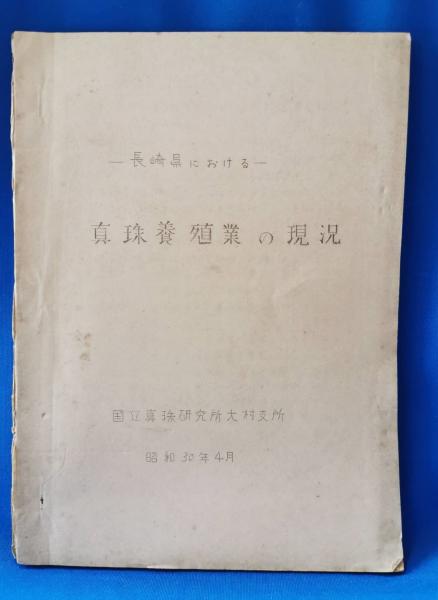 ―長崎県における―
真珠養殖業の現況
国立真珠研究所大村支所
昭和30年4月